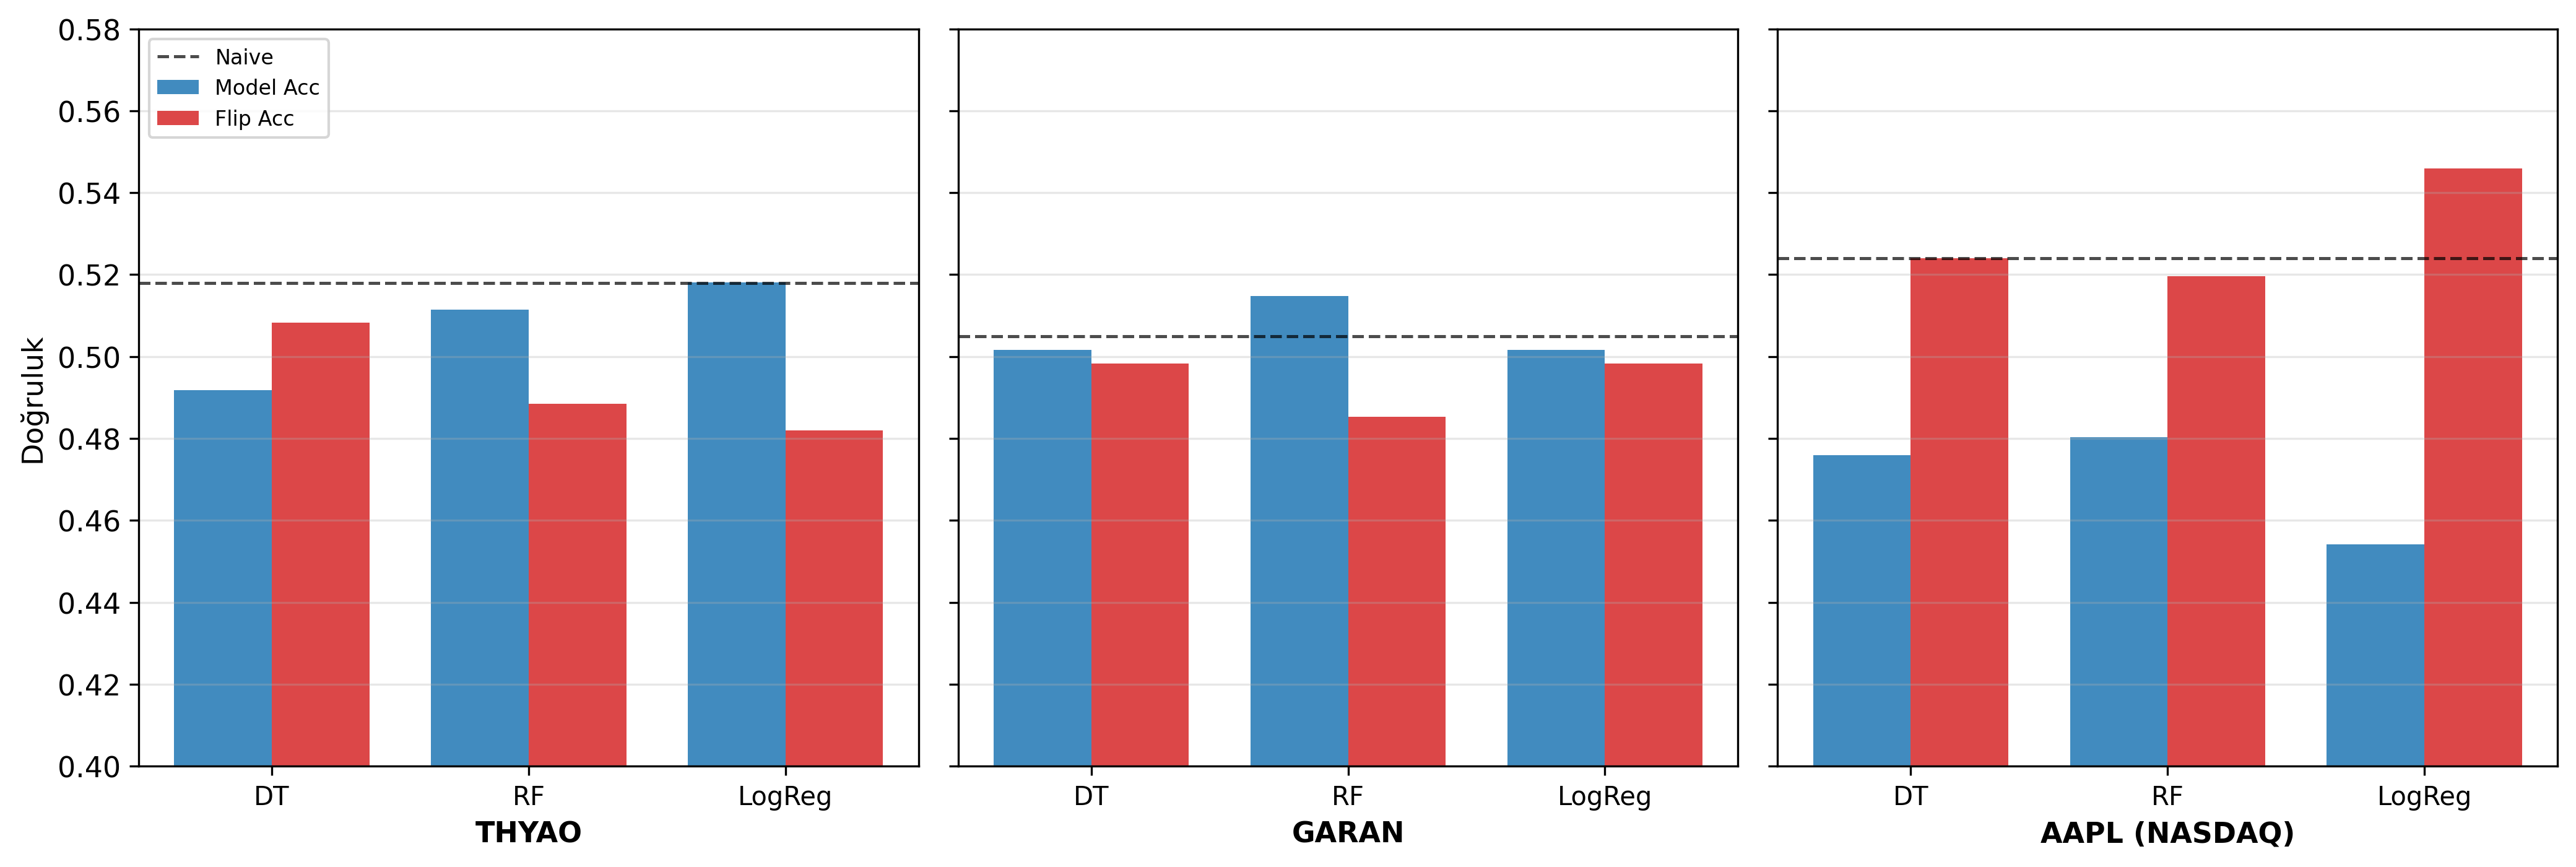 Doğruluk
0.58
0.56
0.54
0.52
0.50
0.48
0.46
0.44
0.42
0.40
Naive
Model Acc
Flip Acc
DT RF LogReg
THYAO
DT RF LogReg
GARAN
DT RF LogReg
AAPL (NASDAQ)